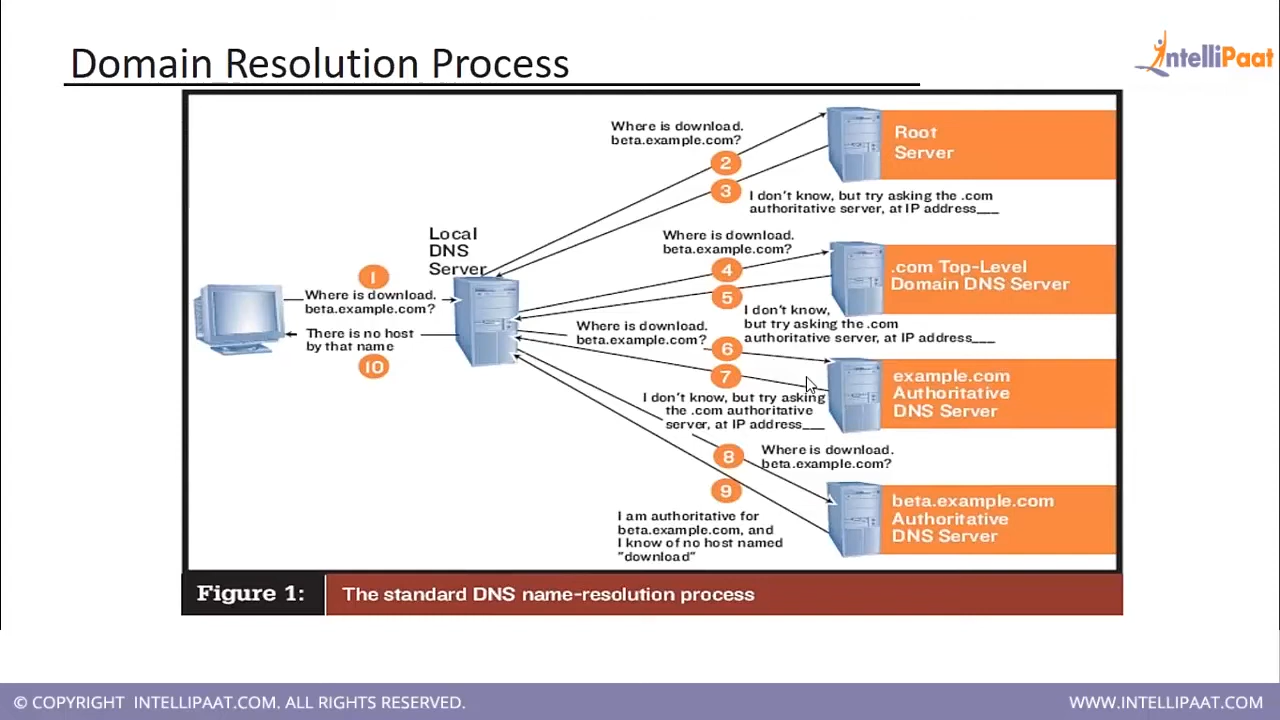 Domain Resolution Process
IntelliPaat
Where is download.
beta.example.com?
2
Root
Server
3
I don't know, but try asking the .com
authoritative server, at IP address___
Local
DNS
Server
Where is download.
beta.example.com?
4
.com Top-Level
Domain DNS Server
5
I don't know,
but try asking the .com
authoritative server, at IP address___
1
Where is download.
beta.example.com?
There is no host
by that name
10
Where is download.
beta.example.com?
6
example.com
Authoritative
DNS Server
7
I don't know, but try asking
the .com authoritative
server, at IP address___
8
Where is download.
beta.example.com?
9
I am authoritative for
beta.example.com, and
I know of no host named
"download"
beta.example.com
Authoritative
DNS Server
Figure 1:
The standard DNS name-resolution process
© COPYRIGHT INTELLIPAAT.COM. ALL RIGHTS RESERVED.
WWW.INTELLIPAAT.COM